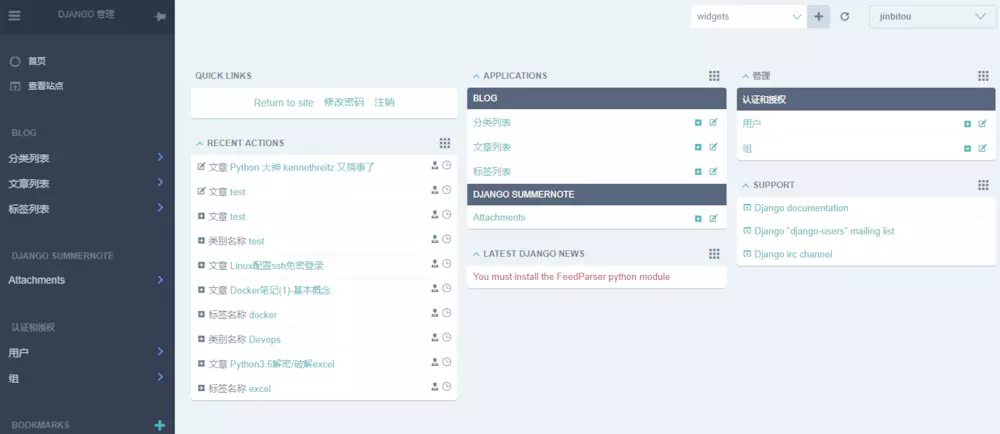 DJANGO 管理
首页
查看站点
BLOG
分类列表
文章列表
标签列表
DJANGO SUMMERNOTE
Attachments
认证和授权
用户
组
BOOKMARKS
widgets
jinbitou
QUICK LINKS
Return to site 修改密码 注销
RECENT ACTIONS
文章 Python 大神 kennethreitz 又搞事了
文章 test
文章 test
类别名称 test
文章 Linux配置ssh免密登录
文章 Docker笔记(1)-基本概念
标签名称 docker
类别名称 Devops
文章 Python3.6解密/破解excel
标签名称 excel
APPLICATIONS
BLOG
分类列表
文章列表
标签列表
DJANGO SUMMERNOTE
Attachments
LATEST DJANGO NEWS
You must install the FeedParser python module
管理
认证和授权
用户
组
SUPPORT
Django documentation
Django "django-users" mailing list
Django irc channel